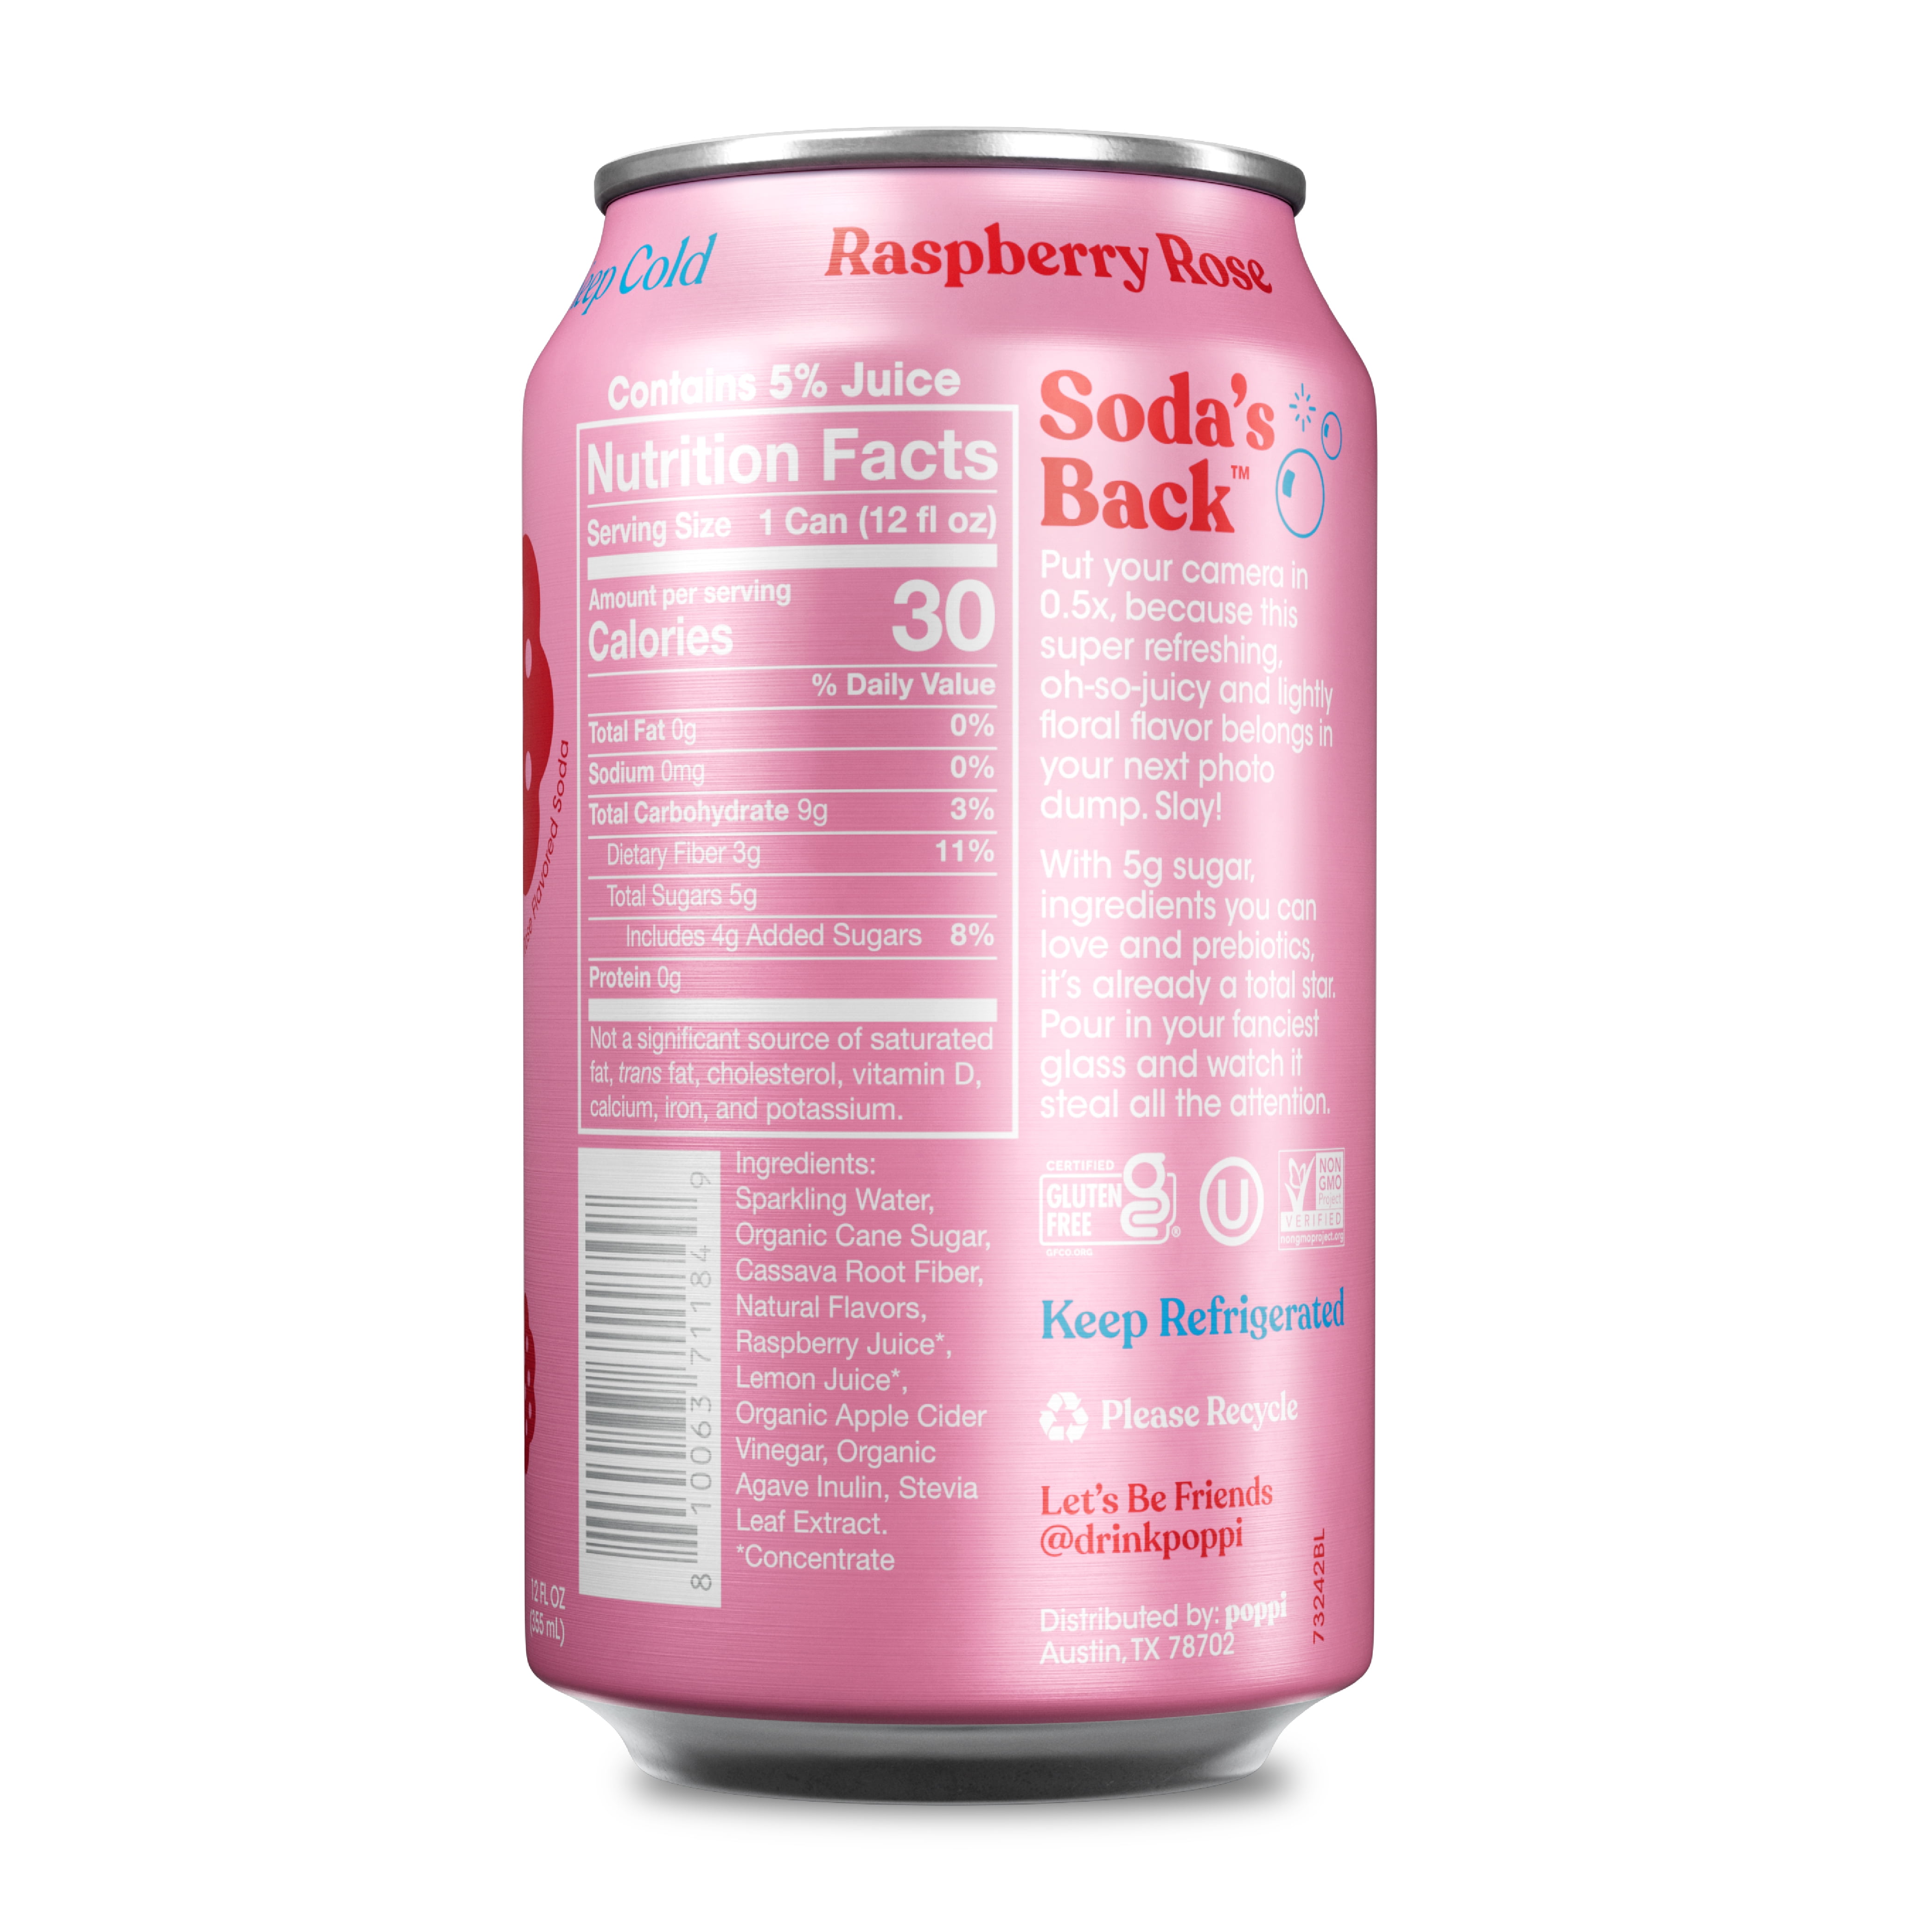 Cold
Raspberry Rose
Contains 5% Juice
Nutrition Facts
Serving Size 1 Can (12 fl oz)
Amount per serving
Calories 30
% Daily Value
Total Fat 0g 0%
Sodium 0mg 0%
Total Carbohydrate 9g 3%
Dietary Fiber 3g 11%
Total Sugars 5g
Includes 4g Added Sugars 8%
Protein 0g
Not a significant source of saturated
fat, trans fat, cholesterol, vitamin D,
calcium, iron, and potassium.
Ingredients:
Sparkling Water,
Organic Cane Sugar,
Cassava Root Fiber,
Natural Flavors,
Raspberry Juice*,
Lemon Juice*,
Organic Apple Cider
Vinegar, Organic
Agave Inulin, Stevia
Leaf Extract.
*Concentrate
8 10063 71184 9
Flavored Soda
12 FL OZ
(355 mL)
Soda's
Back™
Put your camera in
0.5x, because this
super refreshing,
oh-so-juicy and lightly
floral flavor belongs in
your next photo
dump. Slay!
With 5g sugar,
ingredients you can
love and prebiotics,
it's already a total star.
Pour in your fanciest
glass and watch it
steal all the attention.
CERTIFIED
GLUTEN
FREE
®
GFCO.ORG
U
NON
GMO
Project
VERIFIED
nongmoproject.org
Keep Refrigerated
Please Recycle
Let's Be Friends
@drinkpoppi
Distributed by: poppi
Austin, TX 78702
73242BL